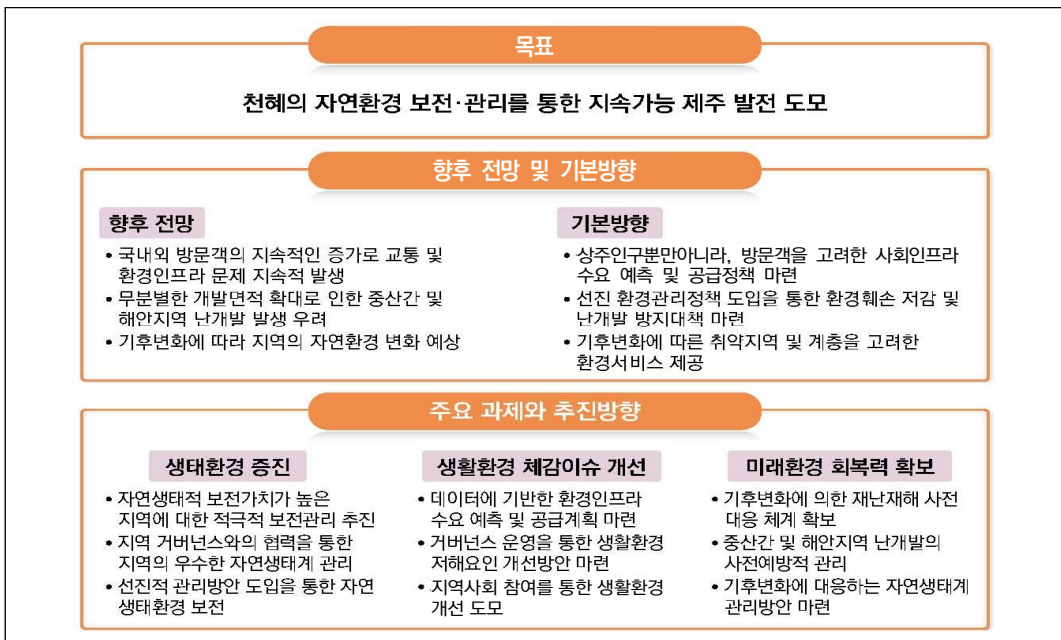 목표
천혜의 자연환경 보전·관리를 통한 지속가능 제주 발전 도모
향후 전망 및 기본방향
향후 전망
• 국내외 방문객의 지속적인 증가로 교통 및
환경인프라 문제 지속적 발생
• 무분별한 개발면적 확대로 인한 중산간 및
해안지역 난개발 발생 우려
• 기후변화에 따라 지역의 자연환경 변화 예상
기본방향
• 상주인구뿐만아니라, 방문객을 고려한 사회인프라
수요 예측 및 공급정책 마련
• 선진 환경관리정책 도입을 통한 환경훼손 저감 및
난개발 방지대책 마련
• 기후변화에 따른 취약지역 및 계층을 고려한
환경서비스 제공
주요 과제와 추진방향
생태환경 증진
• 자연생태적 보전가치가 높은
지역에 대한 적극적 보전관리 추진
• 지역 거버넌스와의 협력을 통한
지역의 우수한 자연생태계 관리
• 선진적 관리방안 도입을 통한 자연
생태환경 보전
생활환경 체감이슈 개선
• 데이터에 기반한 환경인프라
수요 예측 및 공급계획 마련
• 거버넌스 운영을 통한 생활환경
저해요인 개선방안 마련
• 지역사회 참여를 통한 생활환경
개선 도모
미래환경 회복력 확보
• 기후변화에 의한 재난재해 사전
대응 체계 확보
• 중산간 및 해안지역 난개발의
사전예방적 관리
• 기후변화에 대응하는 자연생태계
관리방안 마련